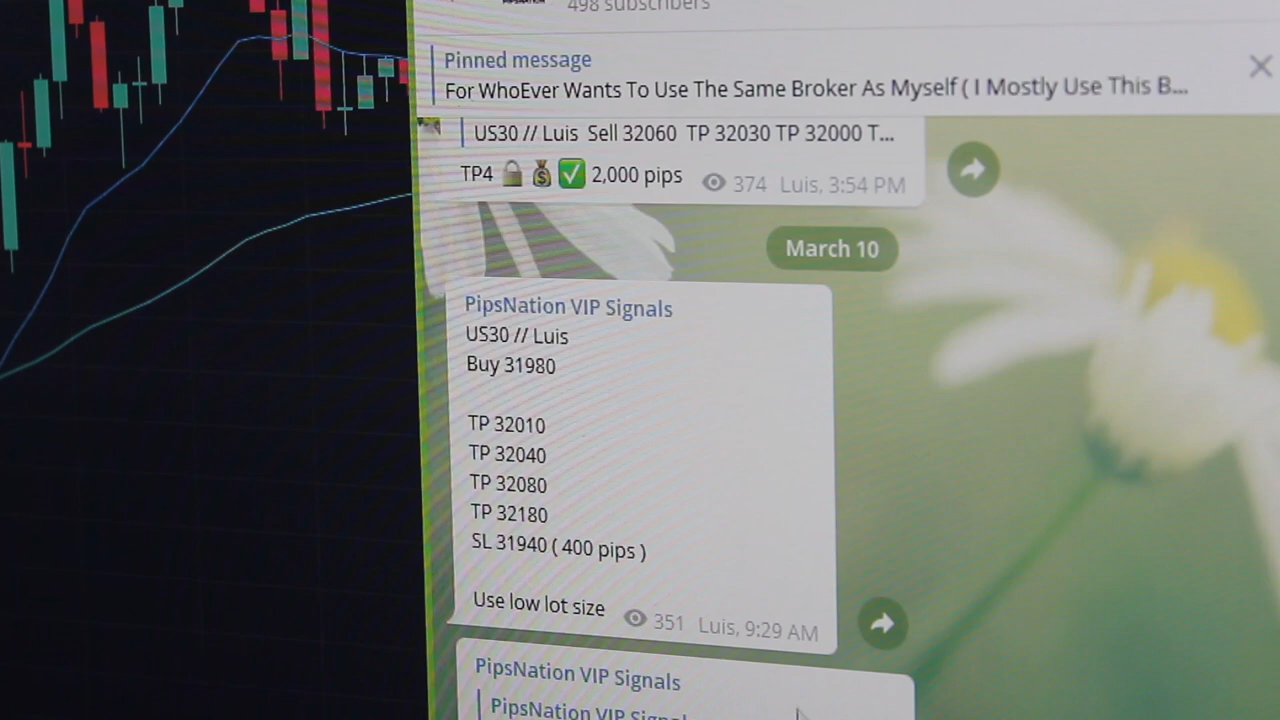 498 subscribers
Pinned message
For WhoEver Wants To Use The Same Broker As Myself ( I Mostly Use This B...
US30 // Luis Sell 32060 TP 32030 TP 32000 T...
TP4 🔒 💰 ✅ 2,000 pips 374 Luis, 3:54 PM
March 10
PipsNation VIP Signals
US30 // Luis
Buy 31980
TP 32010
TP 32040
TP 32080
TP 32180
SL 31940 ( 400 pips )
Use low lot size 351 Luis, 9:29 AM
PipsNation VIP Signals
PipsNation VIP Signals